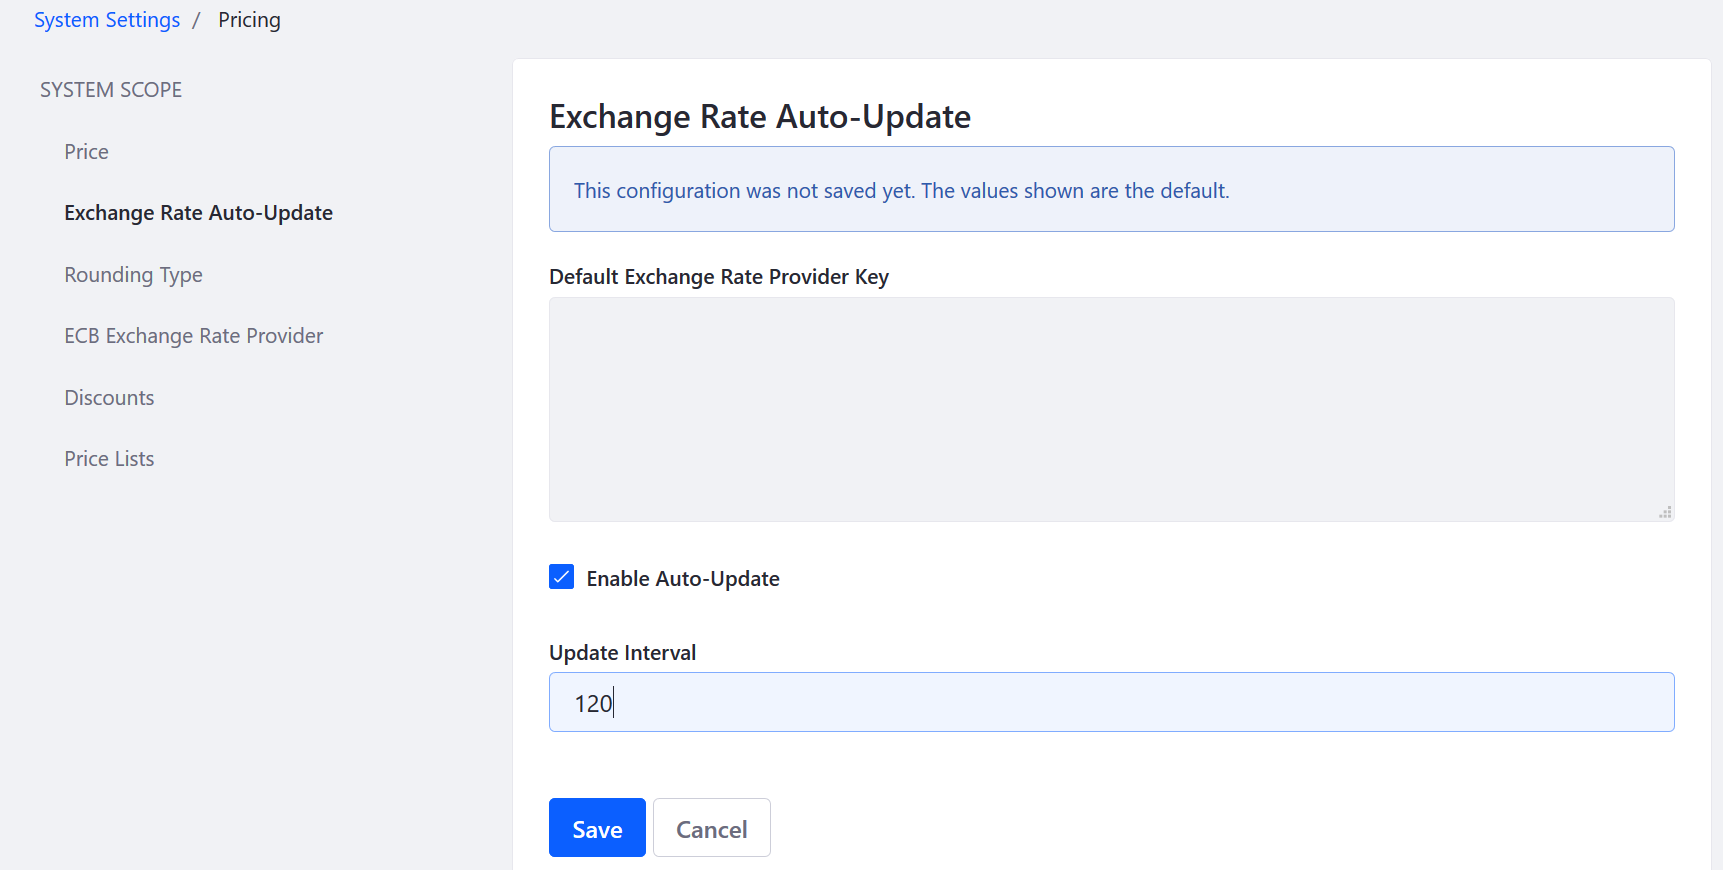 System Settings / Pricing
SYSTEM SCOPE
Price
Exchange Rate Auto-Update
Rounding Type
ECB Exchange Rate Provider
Discounts
Price Lists
Exchange Rate Auto-Update
This configuration was not saved yet. The values shown are the default.
Default Exchange Rate Provider Key
Enable Auto-Update
Update Interval
120
Save Cancel